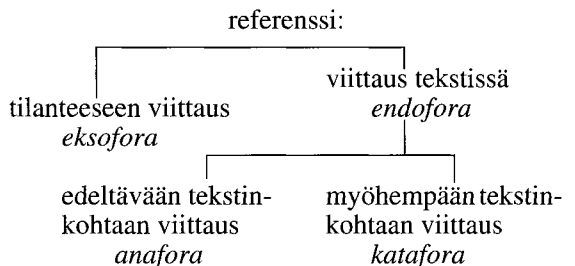 referenssi:
viittaus tekstissä
endofora
tilanteeseen viittaus
eksofora
edeltävään tekstin-
kohtaan viittaus
anafora
myöhempään tekstin-
kohtaan viittaus
katafora